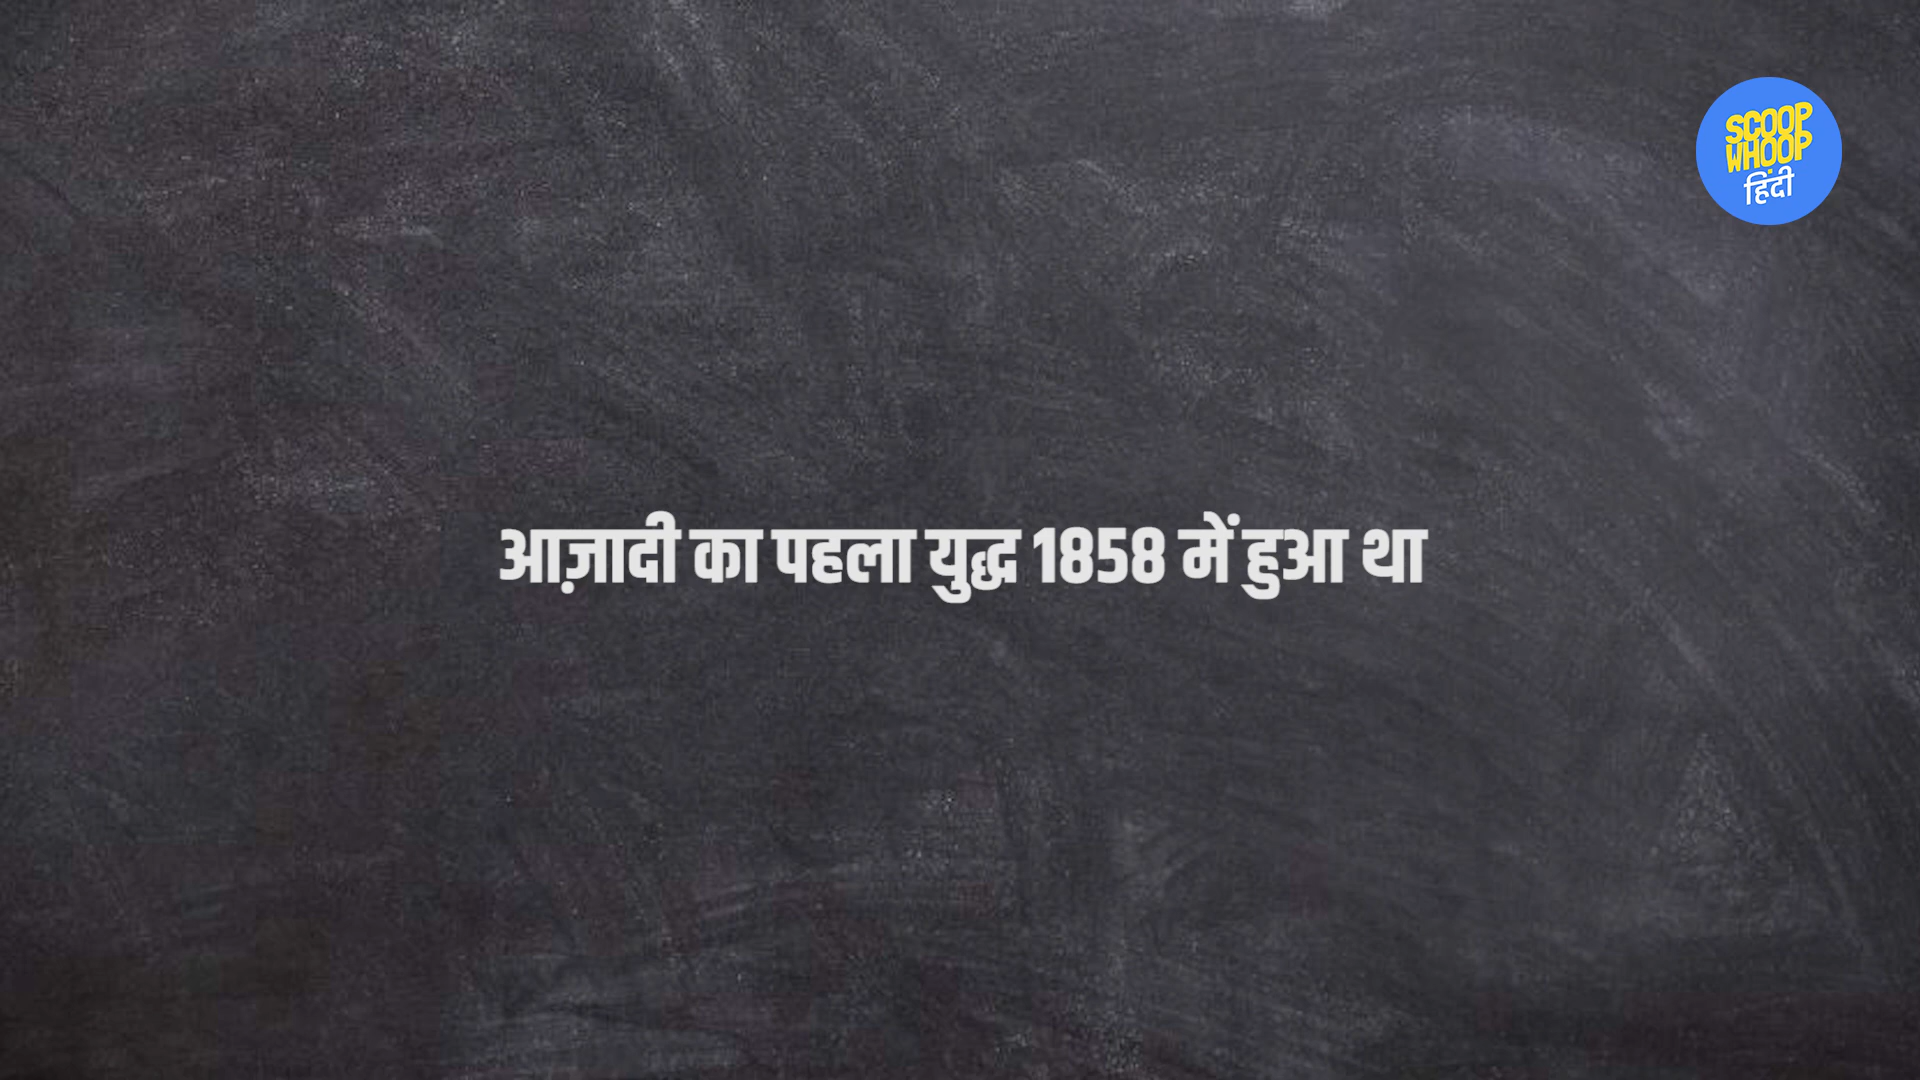 SCOOP
WHOOP
हिंदी
आज़ादी का पहला युद्ध 1858 में हुआ था